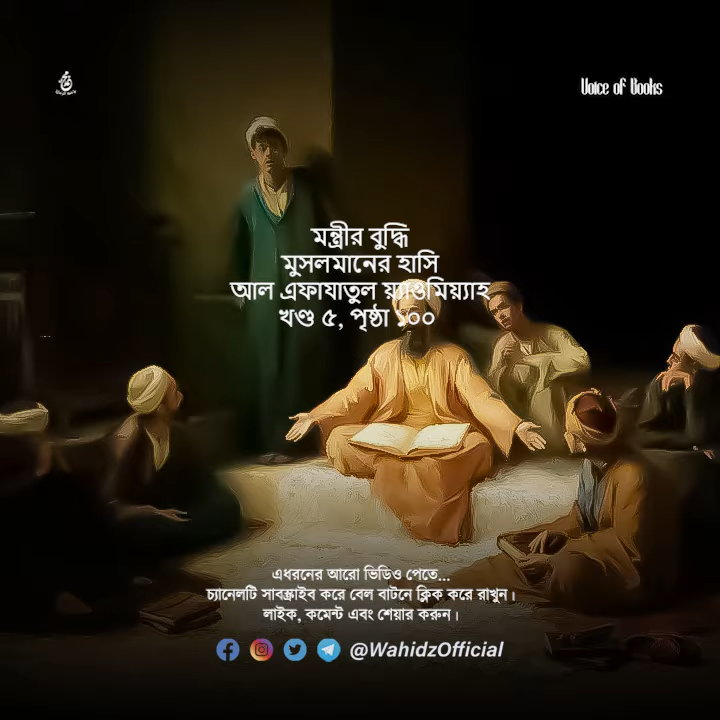 Voice of Books
মন্ত্রীর বুদ্ধি
মুসলমানের হাসি
আল এফাযাতুল য়্যাওমিয়্যাহ
খণ্ড ৫, পৃষ্ঠা ১০০
এধরনের আরো ভিডিও পেতে...
চ্যানেলটি সাবস্ক্রাইব করে বেল বাটনে ক্লিক করে রাখুন।
লাইক, কমেন্ট এবং শেয়ার করুন।
@WahidzOfficial